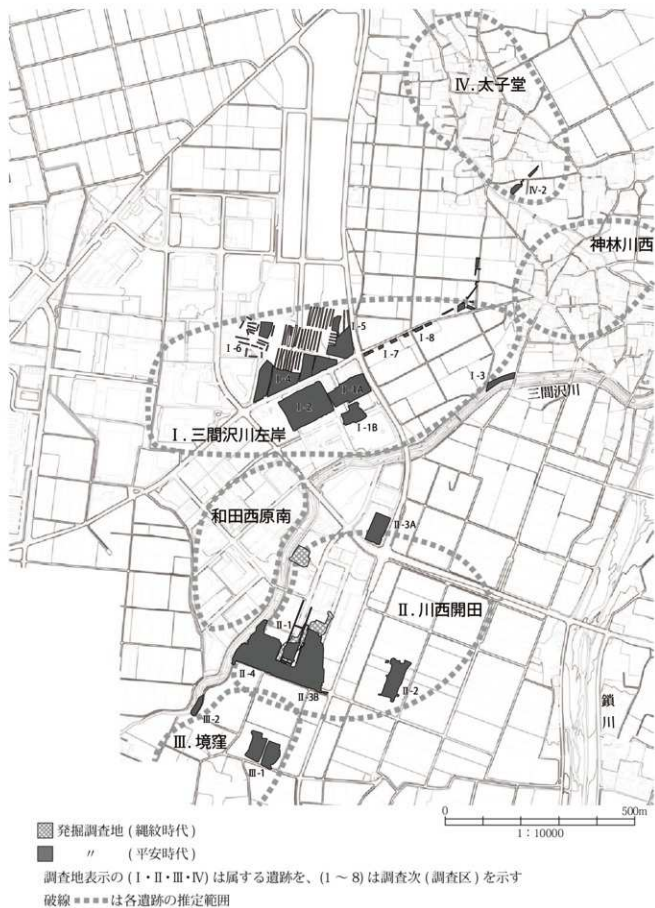 Ⅳ. 太子堂
Ⅳ-2
神林川西
Ⅰ-5
Ⅰ-6
Ⅰ-8
Ⅰ-7
Ⅰ-4
Ⅰ-3
Ⅰ-1A
Ⅰ-2
三間沢川
Ⅰ-1B
Ⅰ. 三間沢川左岸
和田西原南
Ⅱ-3A
Ⅱ. 川西開田
Ⅱ-1
Ⅱ-4
Ⅱ-2
Ⅱ-3B
鎖川
Ⅲ-2
Ⅲ. 境窪
Ⅲ-1
0 500m
1：10000
発掘調査地 (縄紋時代)
〃 (平安時代)
調査地表示の (Ⅰ・Ⅱ・Ⅲ・Ⅳ) は属する遺跡を、(1 〜 8) は調査次 (調査区) を示す
破線 は各遺跡の推定範囲